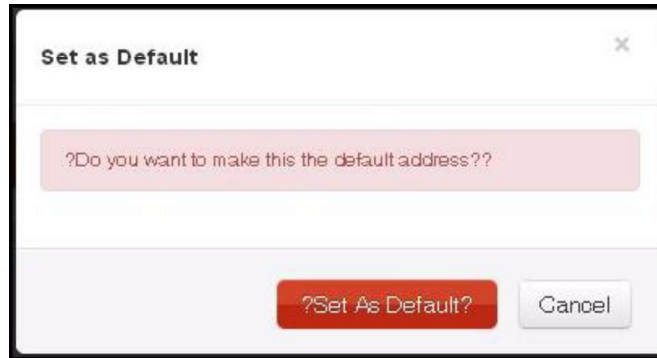 Set as Default
×
?Do you want to make this the default address??
?Set As Default?
Cancel